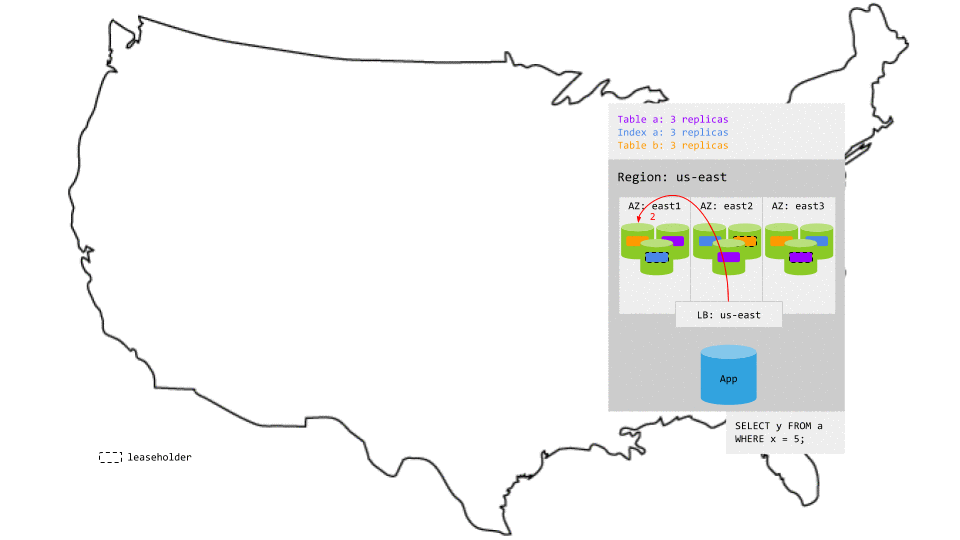 Table a: 3 replicas
Index a: 3 replicas
Table b: 3 replicas
Region: us-east
AZ: east1
AZ: east2
AZ: east3
2
LB: us-east
App
SELECT y FROM a
WHERE x = 5;
leaseholder